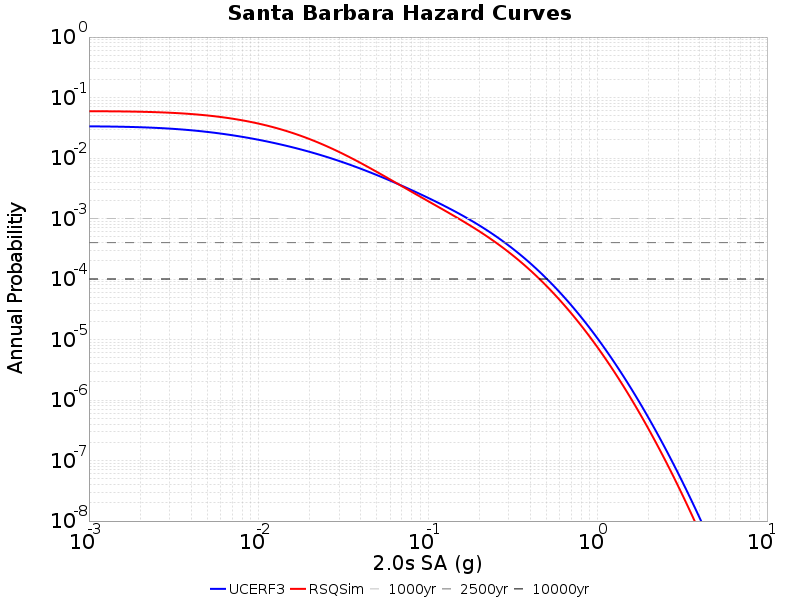 Santa Barbara Hazard Curves
10^0
10^-1
10^-2
10^-3
10^-4
10^-5
10^-6
10^-7
10^-8
Annual Probabilitiy
10^-3 10^-2 10^-1 10^0 10^1
2.0s SA (g)
UCERF3 RSQSim 1000yr 2500yr 10000yr